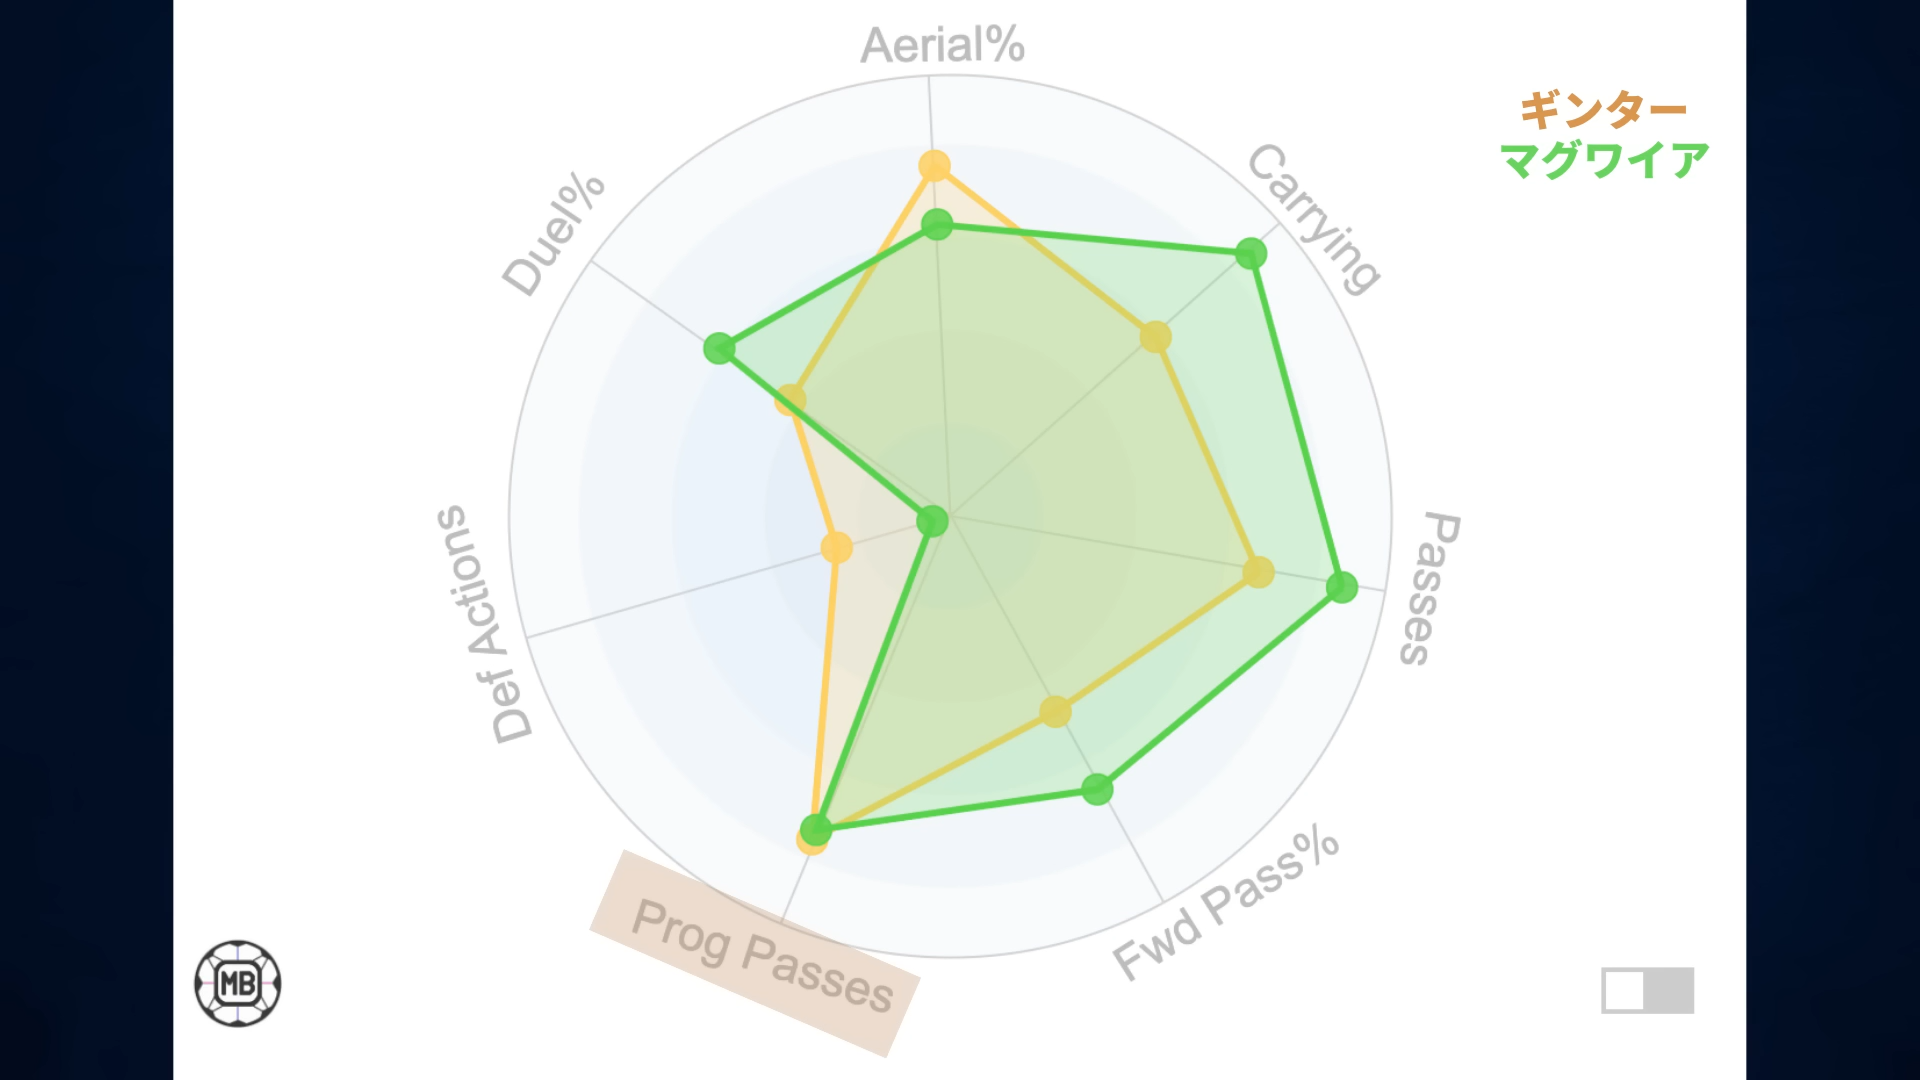 Aerial%
ギンター
マグワイア
Carrying
Duel%
Passes
Def Actions
Fwd Pass%
Prog Passes
MB